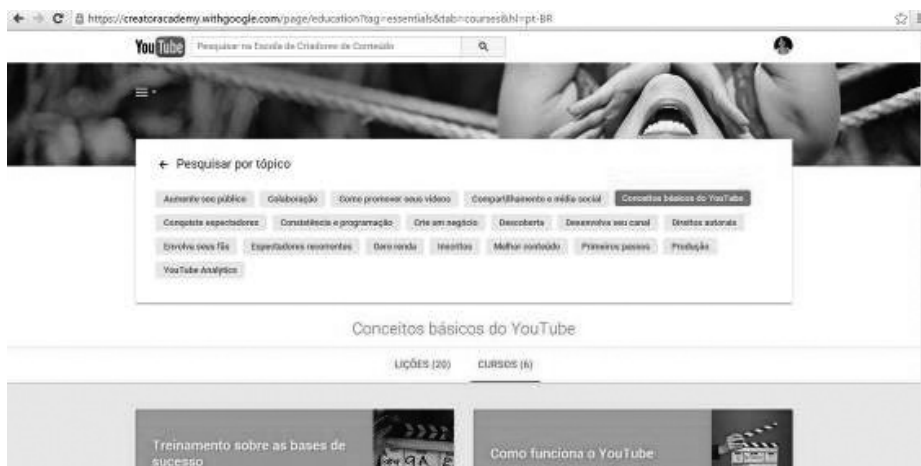 https://creatoracademy.withgoogle.com/page/education?tag=essentials&tab=courses&hl=pt-BR
YouTube Pesquisar na Escola de Criadores de Conteúdo
← Pesquisar por tópico
Aumente seu público Colaboração Como promover seus vídeos Compartilhamento e mídia social Conceitos básicos do YouTube
Conquiste espectadores Consistência e programação Crie um negócio Descoberta Desenvolva seu canal Direitos autorais
Envolva seus fãs Espectadores recorrentes Gere renda Inscritos Melhor conteúdo Primeiros passos Produção
YouTube Analytics
Conceitos básicos do YouTube
LIÇÕES (20) CURSOS (6)
Treinamento sobre as bases de
sucesso
Como funciona o YouTube